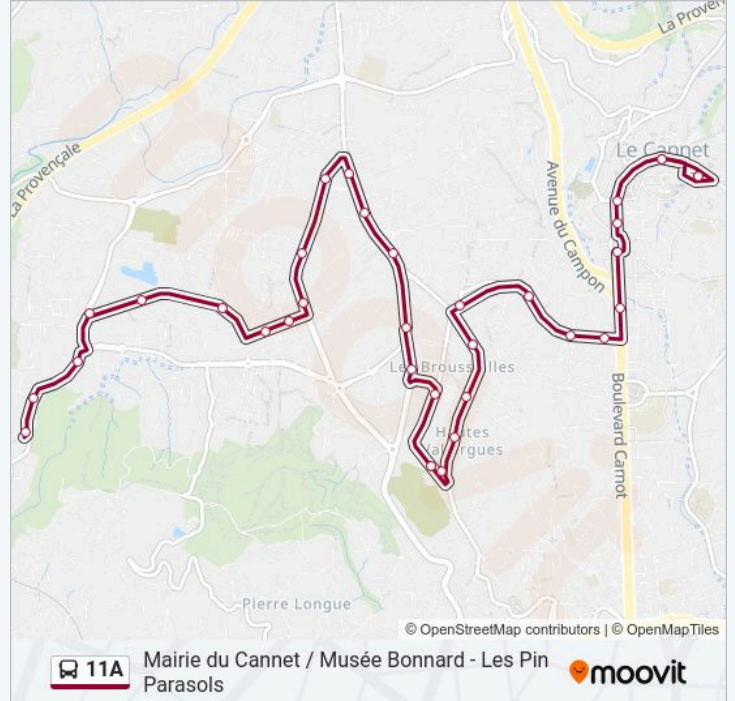 La Proven
La Provençale
Le Cannet
Avenue du Campon
Les Broussailles
Hautes
Vallergues
Boulevard Carnot
Pierre Longue
© OpenStreetMap contributors | © OpenMapTiles
11A
Mairie du Cannet / Musée Bonnard - Les Pin
Parasols
moovit